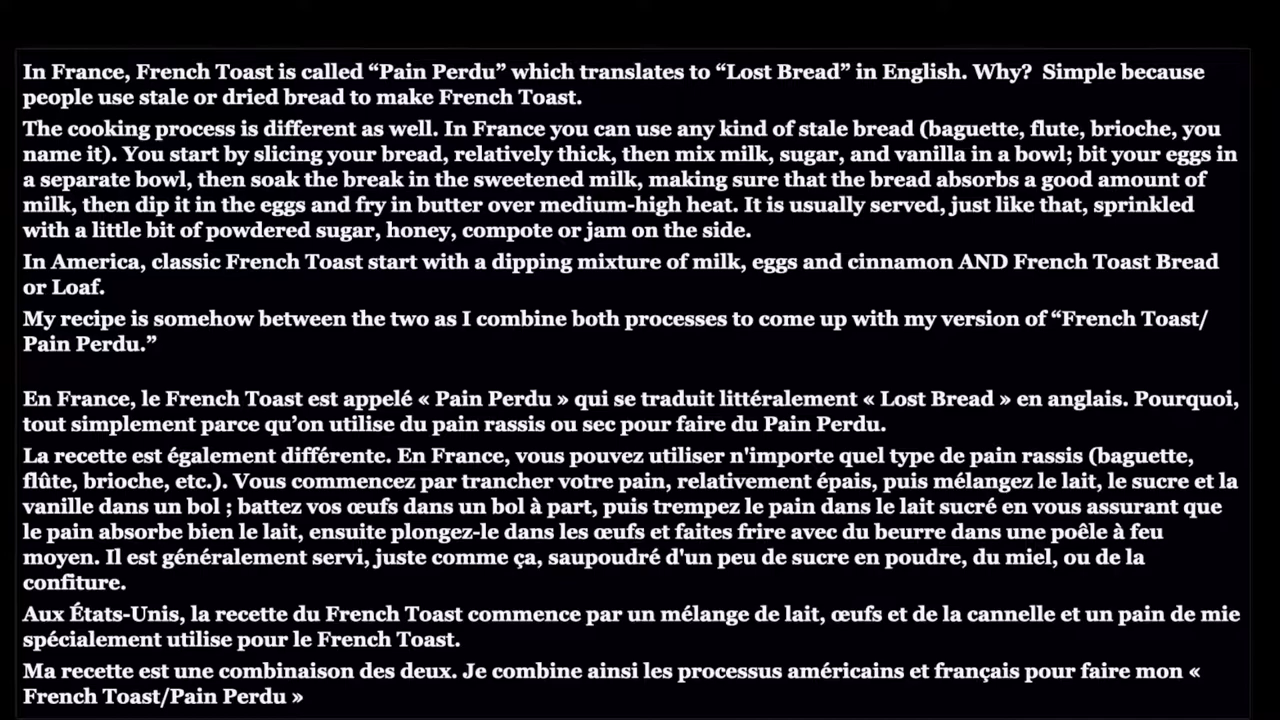 In France, French Toast is called “Pain Perdu” which translates to “Lost Bread” in English. Why?  Simple because
people use stale or dried bread to make French Toast.
The cooking process is different as well. In France you can use any kind of stale bread (baguette, flute, brioche, you
name it). You start by slicing your bread, relatively thick, then mix milk, sugar, and vanilla in a bowl; bit your eggs in
a separate bowl, then soak the break in the sweetened milk, making sure that the bread absorbs a good amount of
milk, then dip it in the eggs and fry in butter over medium-high heat. It is usually served, just like that, sprinkled
with a little bit of powdered sugar, honey, compote or jam on the side.
In America, classic French Toast start with a dipping mixture of milk, eggs and cinnamon AND French Toast Bread
or Loaf.
My recipe is somehow between the two as I combine both processes to come up with my version of “French Toast/
Pain Perdu.”
En France, le French Toast est appelé « Pain Perdu » qui se traduit littéralement « Lost Bread » en anglais. Pourquoi,
tout simplement parce qu’on utilise du pain rassis ou sec pour faire du Pain Perdu.
La recette est également différente. En France, vous pouvez utiliser n'importe quel type de pain rassis (baguette,
flûte, brioche, etc.). Vous commencez par trancher votre pain, relativement épais, puis mélangez le lait, le sucre et la
vanille dans un bol ; battez vos œufs dans un bol à part, puis trempez le pain dans le lait sucré en vous assurant que
le pain absorbe bien le lait, ensuite plongez-le dans les œufs et faites frire avec du beurre dans une poêle à feu
moyen. Il est généralement servi, juste comme ça, saupoudré d'un peu de sucre en poudre, du miel, ou de la
confiture.
Aux États-Unis, la recette du French Toast commence par un mélange de lait, œufs et de la cannelle et un pain de mie
spécialement utilise pour le French Toast.
Ma recette est une combinaison des deux. Je combine ainsi les processus américains et français pour faire mon «
French Toast/Pain Perdu »